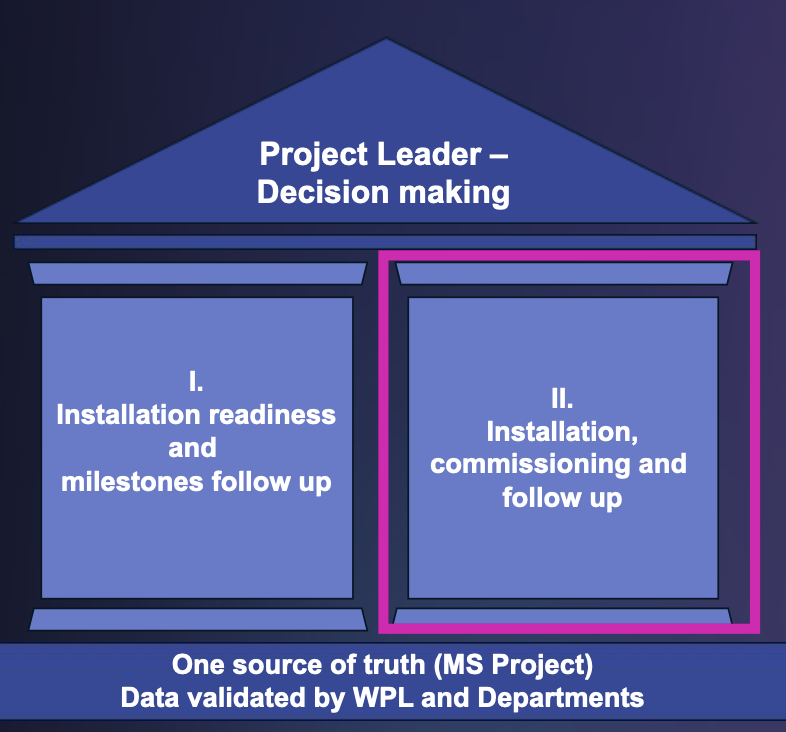 Project Leader –
Decision making
I.
Installation readiness
and
milestones follow up
II.
Installation,
commissioning and
follow up
One source of truth (MS Project)
Data validated by WPL and Departments